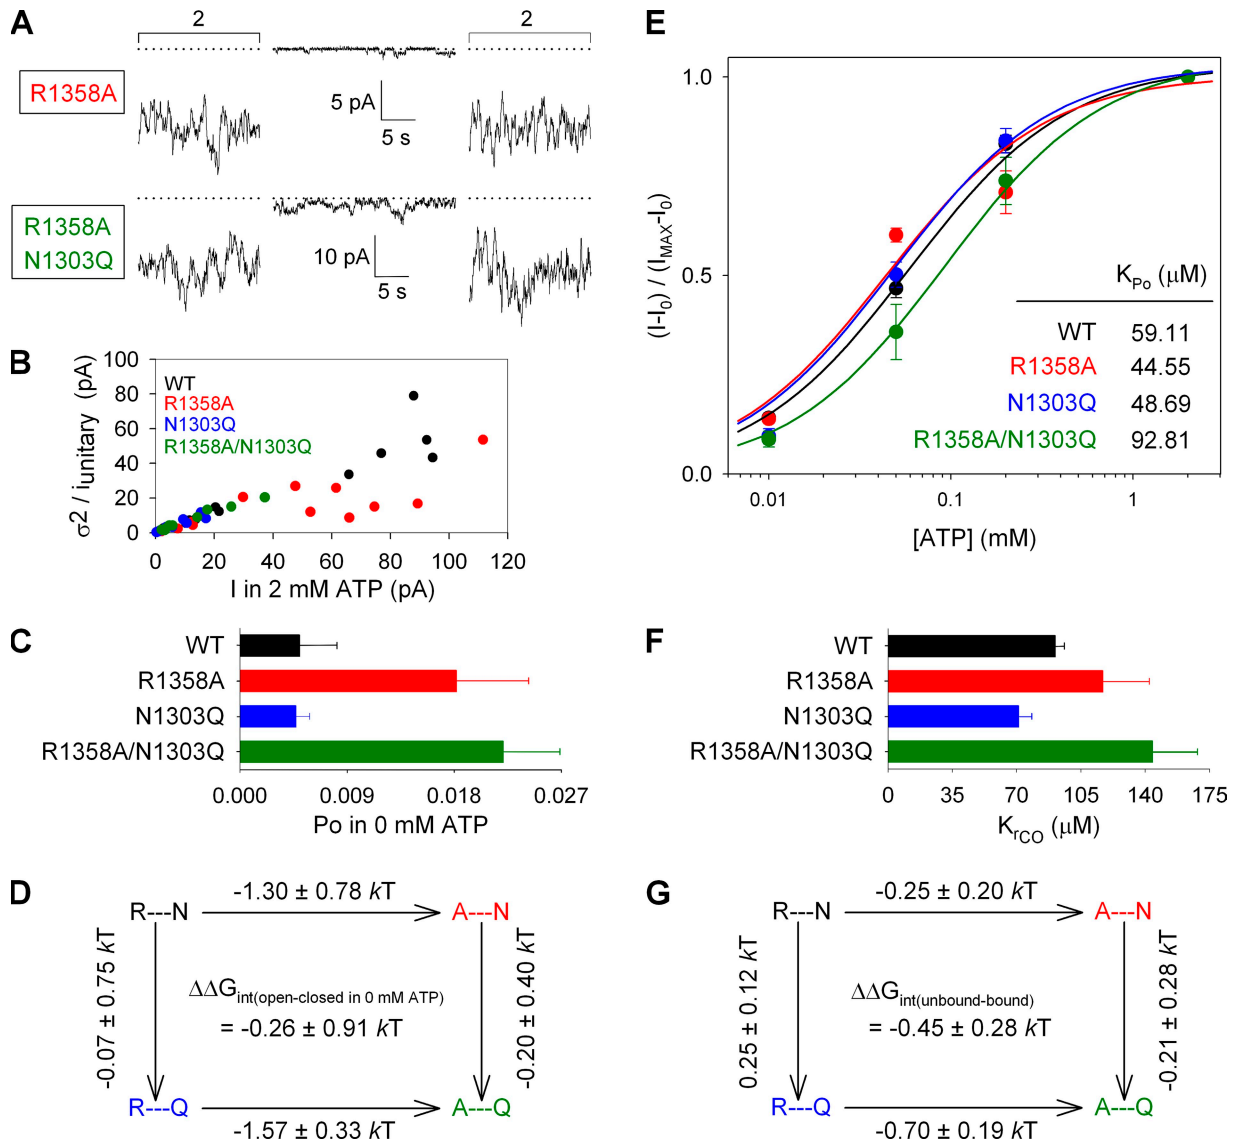 A
2
2
R1358A
5 pA
5 s
R1358A
N1303Q
10 pA
5 s
B
σ2 / iunitary (pA)
100
80
60
40
20
0
WT
R1358A
N1303Q
R1358A/N1303Q
0 20 40 60 80 100 120
I in 2 mM ATP (pA)
C
WT
R1358A
N1303Q
R1358A/N1303Q
0.000 0.009 0.018 0.027
Po in 0 mM ATP
D
-1.30 ± 0.78 kT
R---N
A---N
-0.07 ± 0.75 kT
ΔΔGint(open-closed in 0 mM ATP)
= -0.26 ± 0.91 kT
-0.20 ± 0.40 kT
R---Q
A---Q
-1.57 ± 0.33 kT
E
(I-I0) / (IMAX-I0)
1.0
0.5
0.0
KPo (μM)
WT 59.11
R1358A 44.55
N1303Q 48.69
R1358A/N1303Q 92.81
0.01 0.1 1
[ATP] (mM)
F
WT
R1358A
N1303Q
R1358A/N1303Q
0 35 70 105 140 175
KrCO (μM)
G
-0.25 ± 0.20 kT
R---N
A---N
0.25 ± 0.12 kT
ΔΔGint(unbound-bound)
= -0.45 ± 0.28 kT
-0.21 ± 0.28 kT
R---Q
A---Q
-0.70 ± 0.19 kT